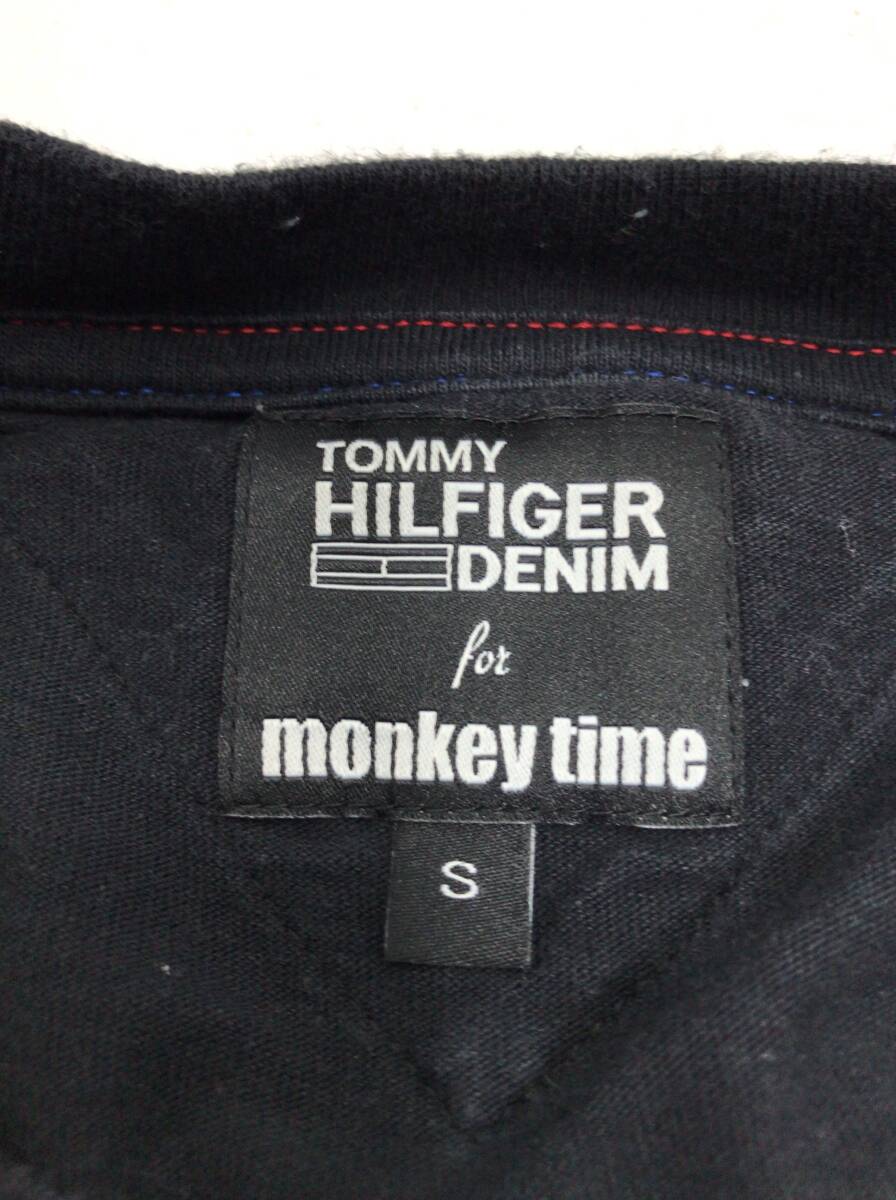 TOMMY
HILFIGER
DENIM
for
monkey time
S